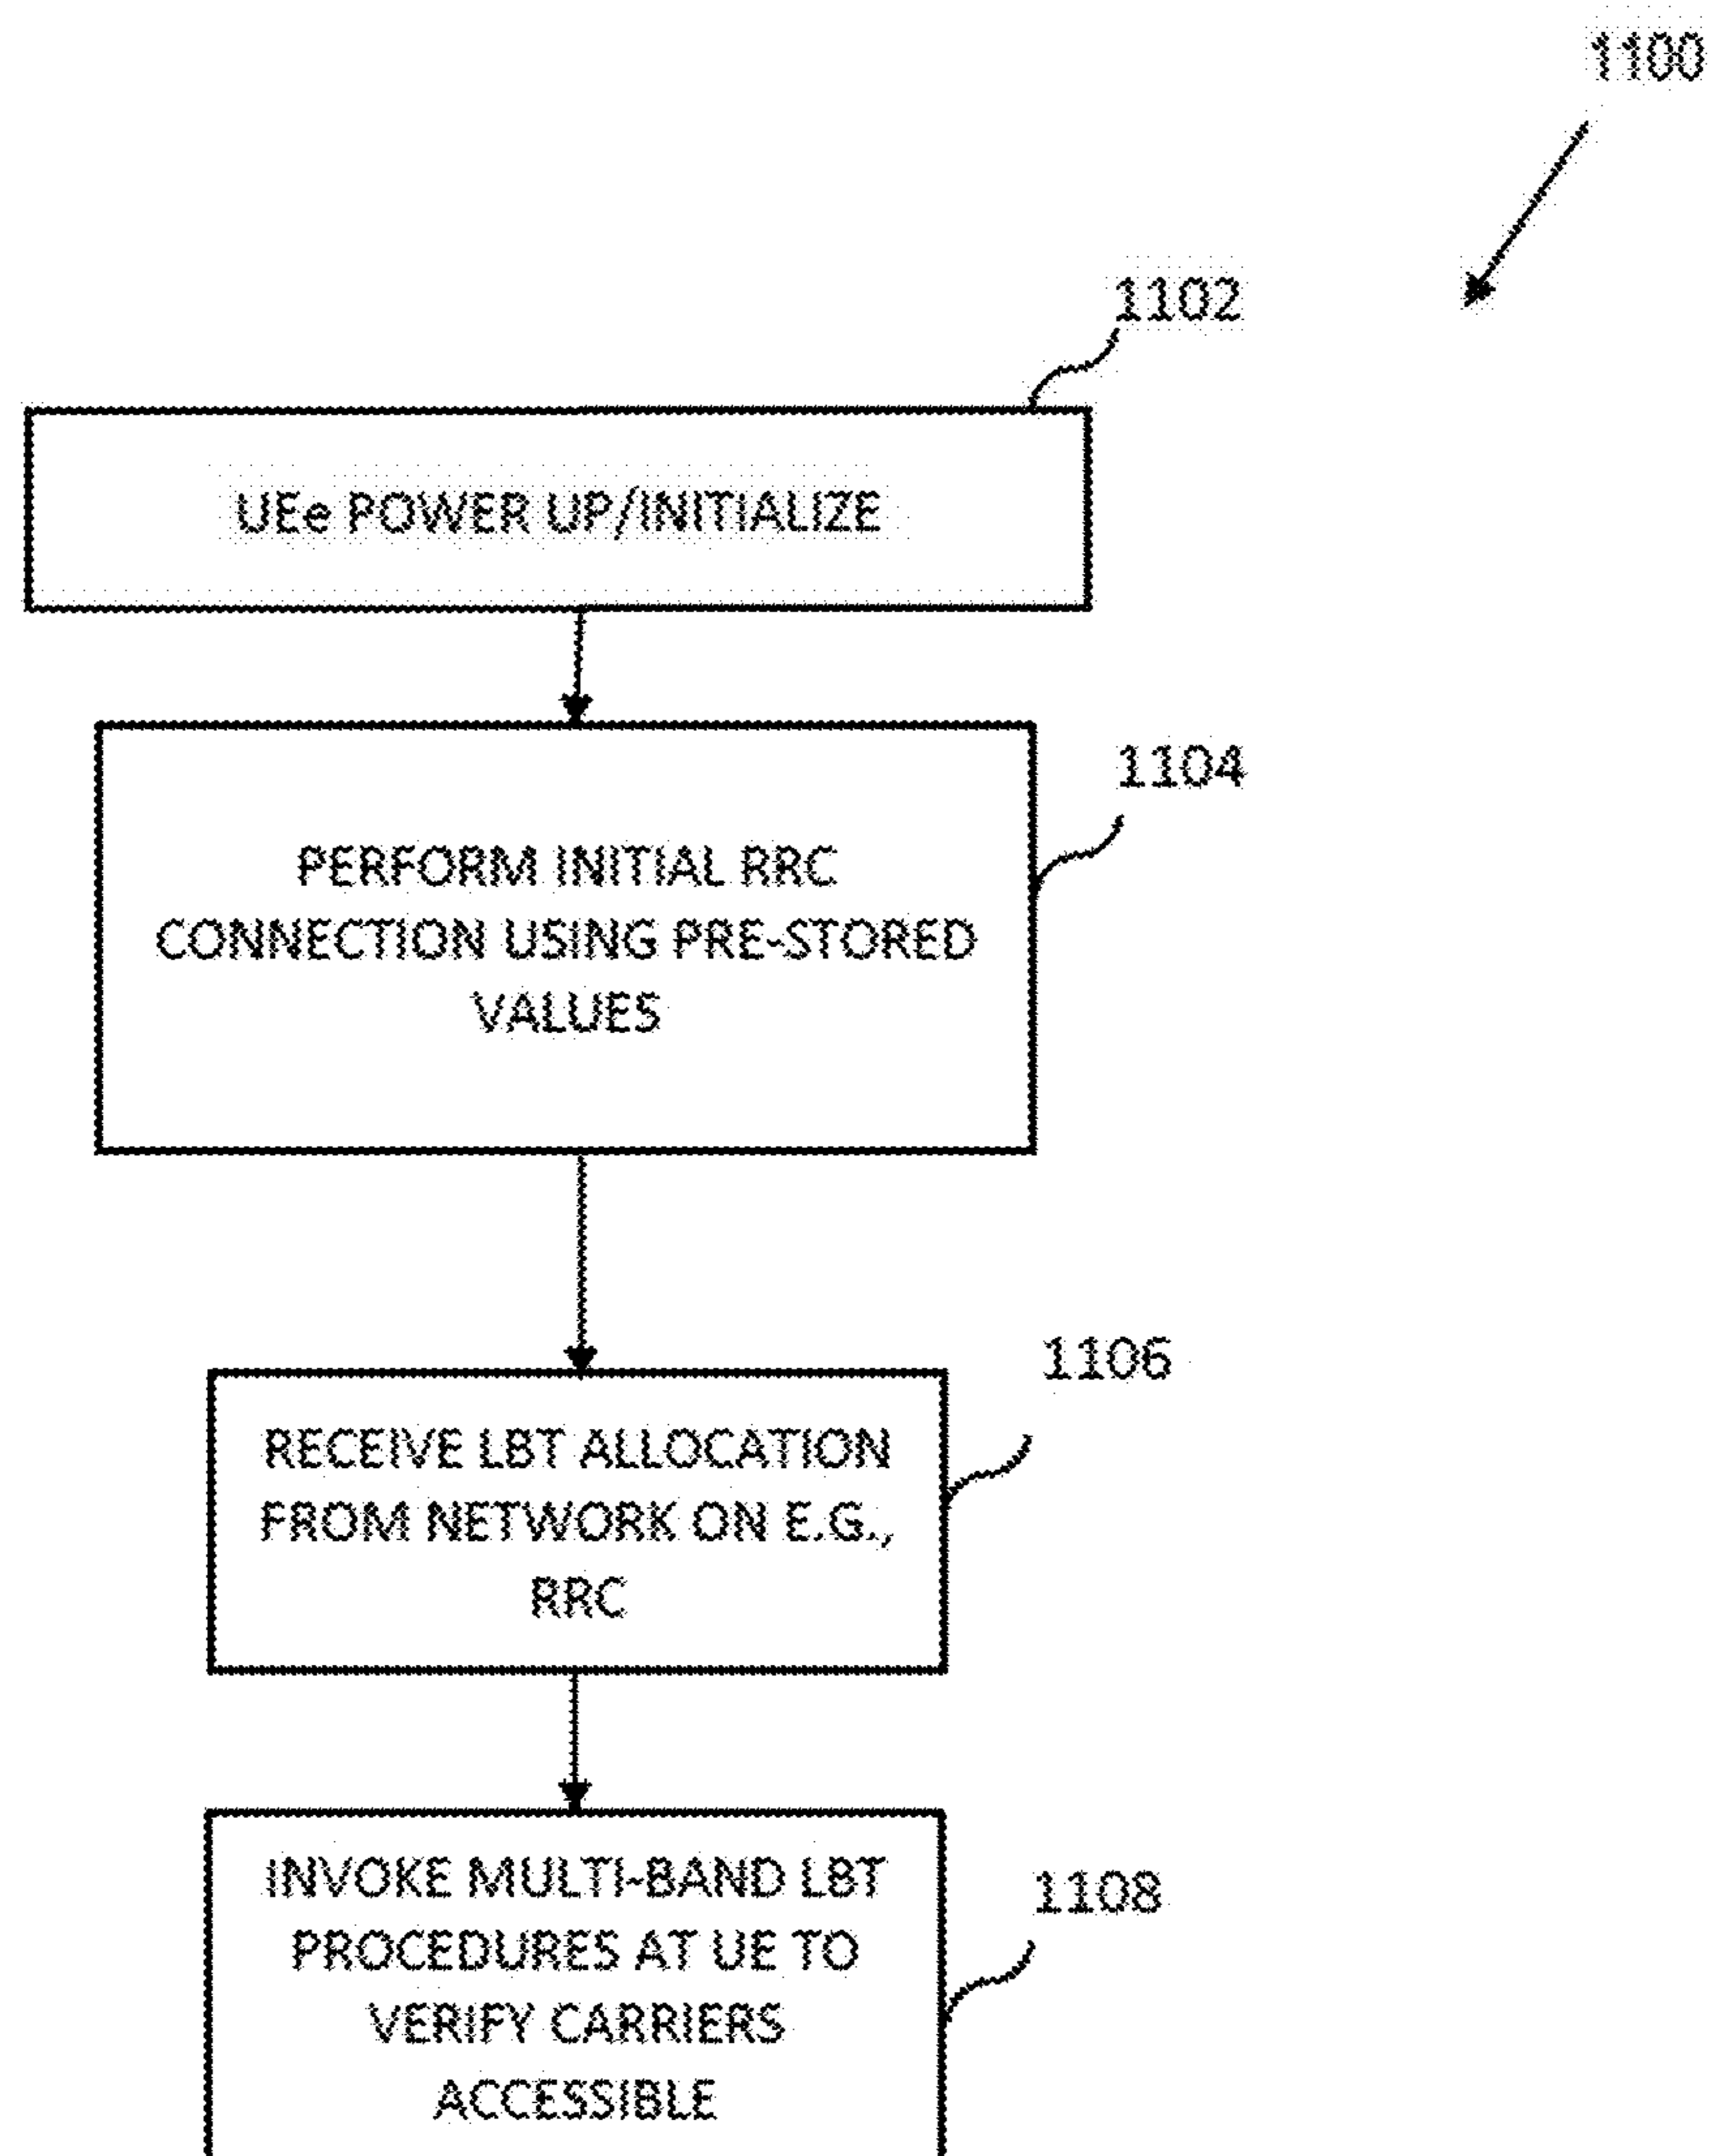 1100
1102
UEe POWER UP/INITIALIZE
1104
PERFORM INITIAL RRC
CONNECTION USING PRE-STORED
VALUES
1106
RECEIVE LBT ALLOCATION
FROM NETWORK ON E.G.,
RRC
1108
INVOKE MULTI-BAND LBT
PROCEDURES AT UE TO
VERIFY CARRIERS
ACCESSIBLE